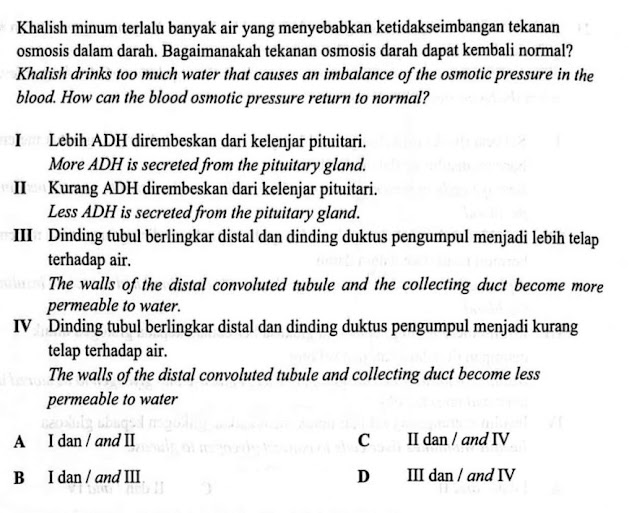 Khalish minum terlalu banyak air yang menyebabkan ketidakseimbangan tekanan
osmosis dalam darah. Bagaimanakah tekanan osmosis darah dapat kembali normal?
Khalish drinks too much water that causes an imbalance of the osmotic pressure in the
blood. How can the blood osmotic pressure return to normal?
I Lebih ADH dirembeskan dari kelenjar pituitari.
More ADH is secreted from the pituitary gland.
II Kurang ADH dirembeskan dari kelenjar pituitari.
Less ADH is secreted from the pituitary gland.
III Dinding tubul berlingkar distal dan dinding duktus pengumpul menjadi lebih telap
terhadap air.
The walls of the distal convoluted tubule and the collecting duct become more
permeable to water.
IV Dinding tubul berlingkar distal dan dinding duktus pengumpul menjadi kurang
telap terhadap air.
The walls of the distal convoluted tubule and collecting duct become less
permeable to water
A I dan / and II
B I dan / and III
C II dan / and IV
D III dan / and IV